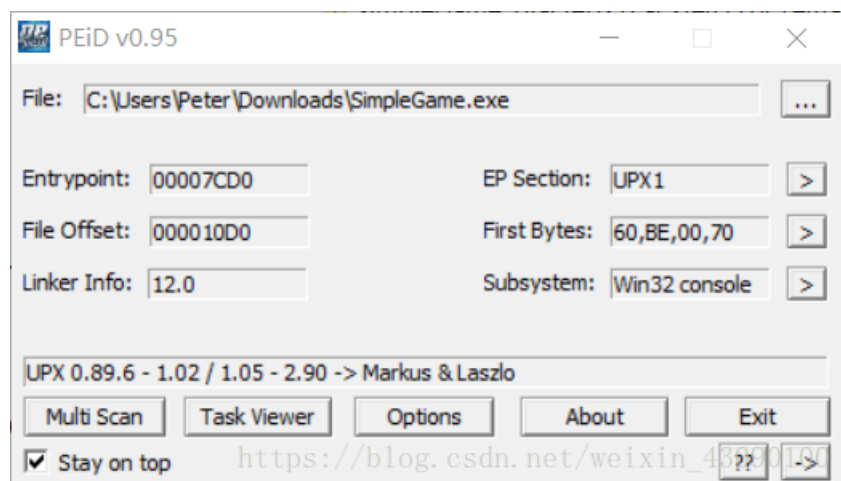 PEiD v0.95
File: C:\Users\Peter\Downloads\SimpleGame.exe ...
Entrypoint: 00007CD0 EP Section: UPX1 >
File Offset: 000010D0 First Bytes: 60,BE,00,70 >
Linker Info: 12.0 Subsystem: Win32 console >
UPX 0.89.6 - 1.02 / 1.05 - 2.90 -> Markus & Laszlo
Multi Scan Task Viewer Options About Exit
Stay on top ?? ->